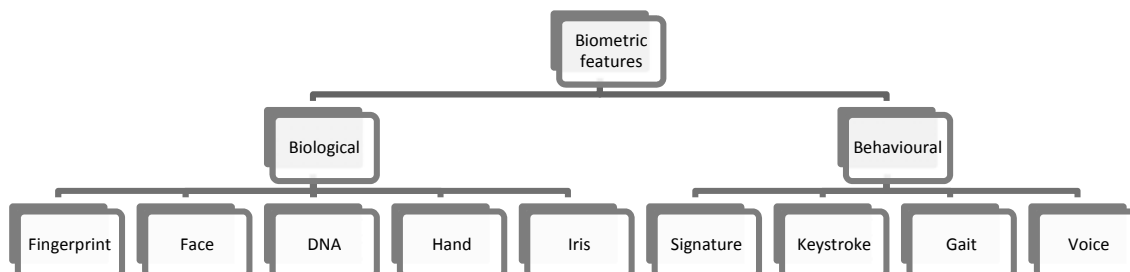 Biometric
features
Biological
Behavioural
Fingerprint
Face
DNA
Hand
Iris
Signature
Keystroke
Gait
Voice